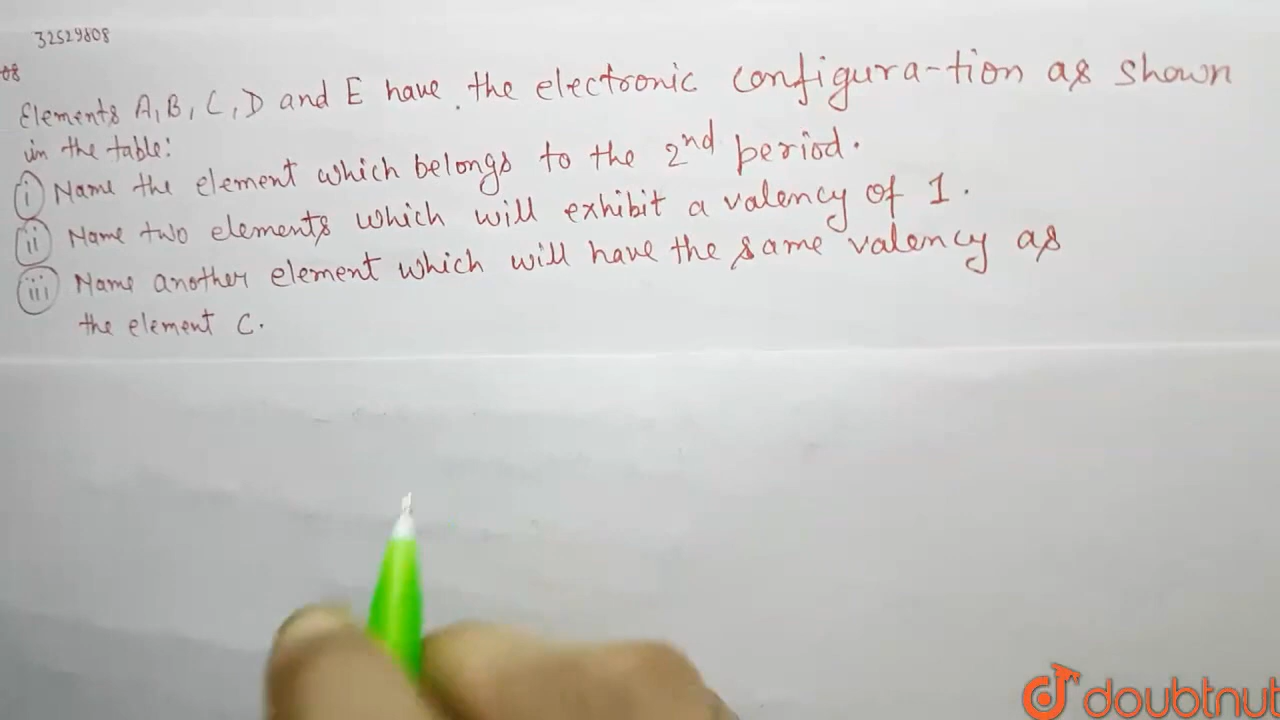 32529808
08
Elements A, B, C, D and E have the electronic configura-tion as shown
in the table:
(i) Name the element which belongs to the 2nd period.
(ii) Name two elements which will exhibit a valency of 1.
(iii) Name another element which will have the same valency as
the element C.
doubtnut